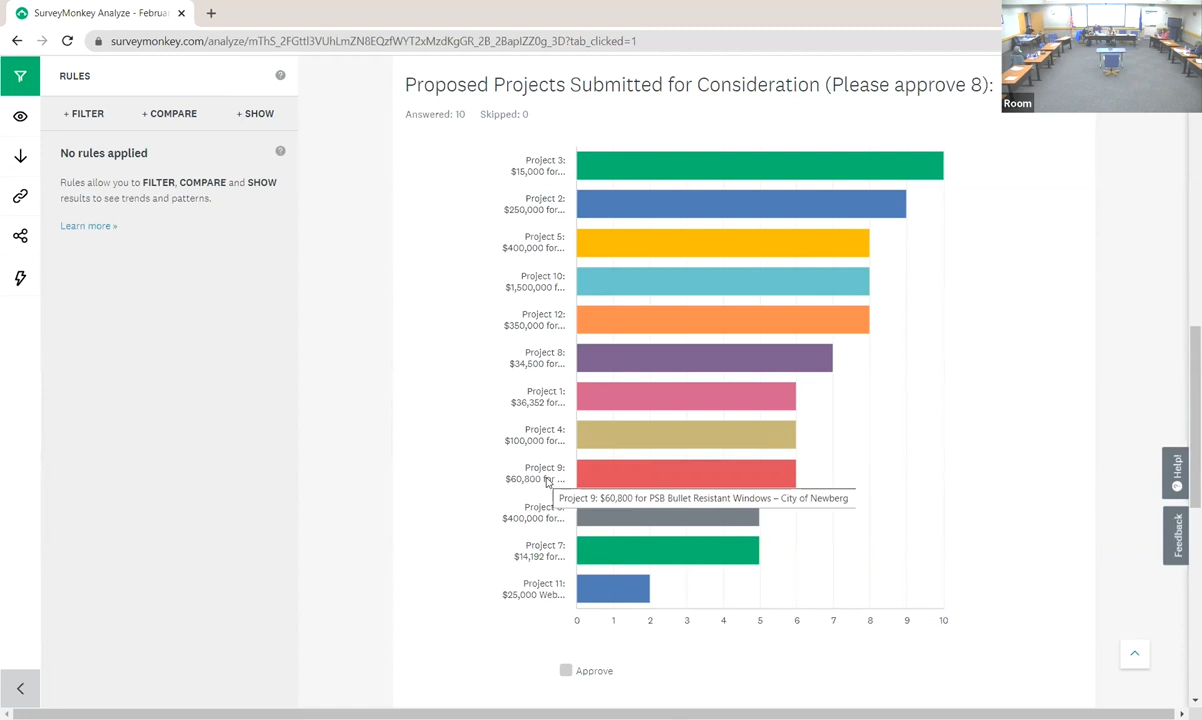 SurveyMonkey Analyze - Februa
surveymonkey.com/analyze/
?tab_clicked=1
Room
RULES
+ FILTER + COMPARE + SHOW
No rules applied
Rules allow you to FILTER, COMPARE and SHOW
results to see trends and patterns.
Learn more »
Proposed Projects Submitted for Consideration (Please approve 8):
Answered: 10 Skipped: 0
Project 3:
$15,000 for...
Project 2:
$250,000 for...
Project 5:
$400,000 for...
Project 10:
$1,500,000 f...
Project 12:
$350,000 for...
Project 8:
$34,500 for...
Project 1:
$36,352 for...
Project 4:
$100,000 for...
Project 9:
$60,800 for ...
Project 9: $60,800 for PSB Bullet Resistant Windows – City of Newberg
Project
$400,000 for...
Project 7:
$14,192 for...
Project 11:
$25,000 Web...
0 1 2 3 4 5 6 7 8 9 10
Approve
Help!
Feedback